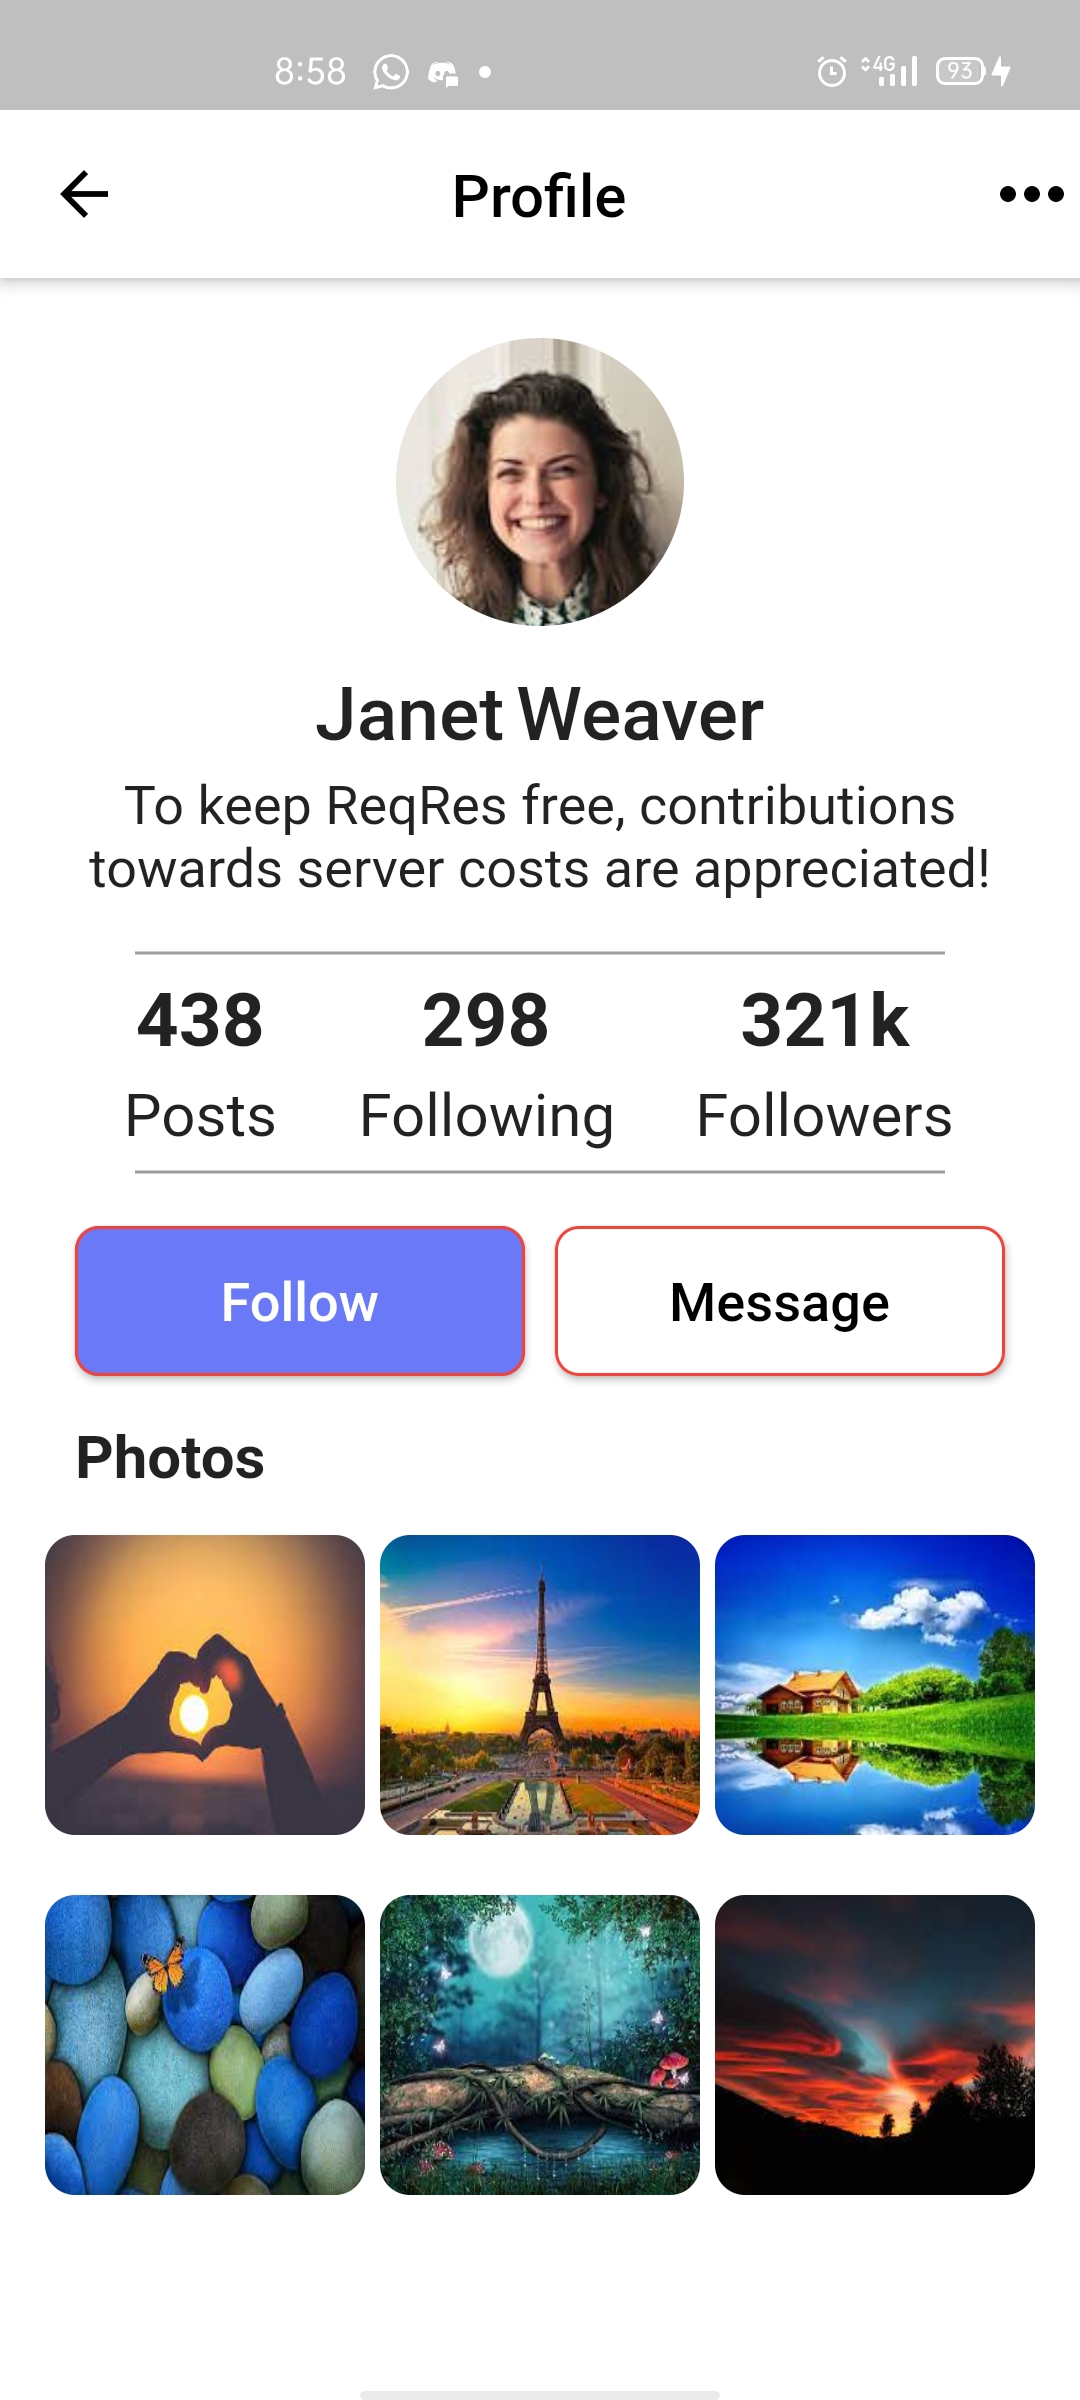 8:58
4G
93
Profile
Janet Weaver
To keep ReqRes free, contributions
towards server costs are appreciated!
438 298 321k
Posts Following Followers
Follow Message
Photos